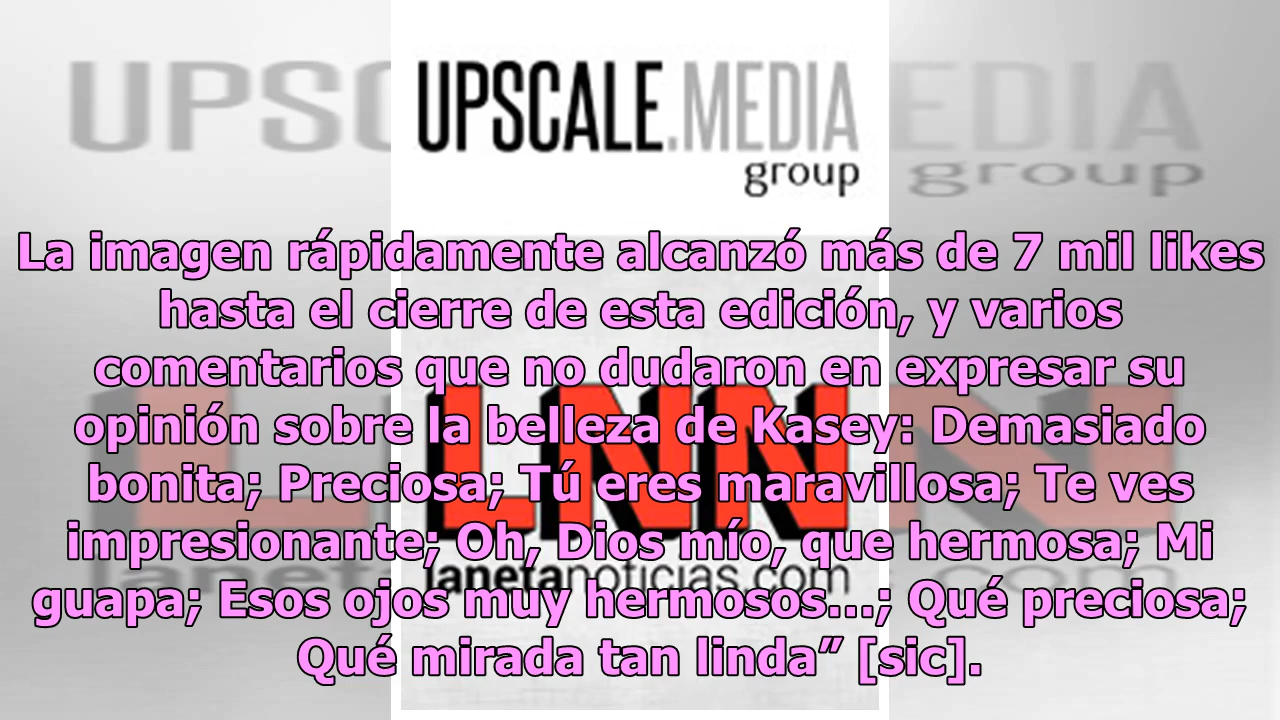 UPSCALE.MEDIA
group
La imagen rápidamente alcanzó más de 7 mil likes
hasta el cierre de esta edición, y varios
comentarios que no dudaron en expresar su
opinión sobre la belleza de Kasey: Demasiado
bonita; Preciosa; Tú eres maravillosa; Te ves
impresionante; Oh, Dios mío, que hermosa; Mi
guapa; Esos ojos muy hermosos...; Qué preciosa;
Qué mirada tan linda” [sic].
LNN
lanetanoticias.com